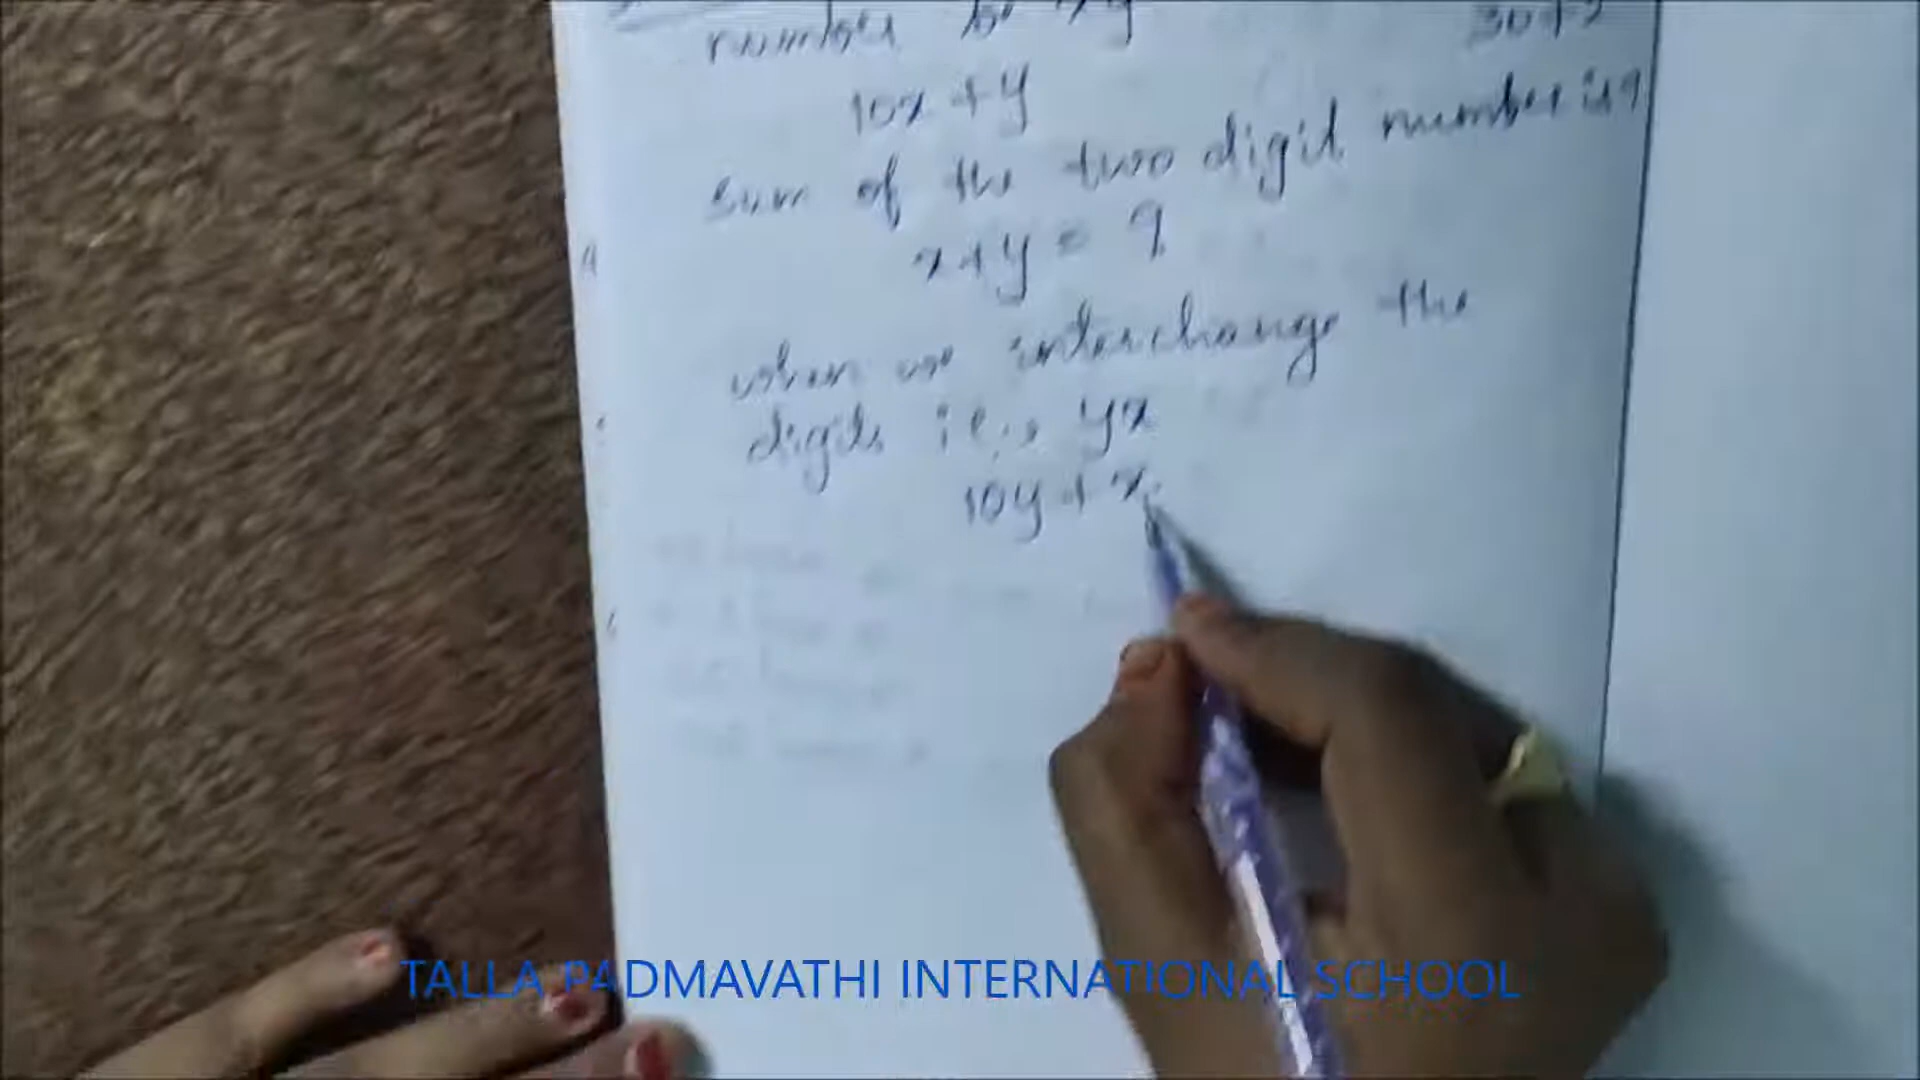 number be xy
30+
10x + y
sum of the two digit number is 9
x+y = 9
when we interchange the
digits i.e., yx
10y + x
TALLA PADMAVATHI INTERNATIONAL SCHOOL